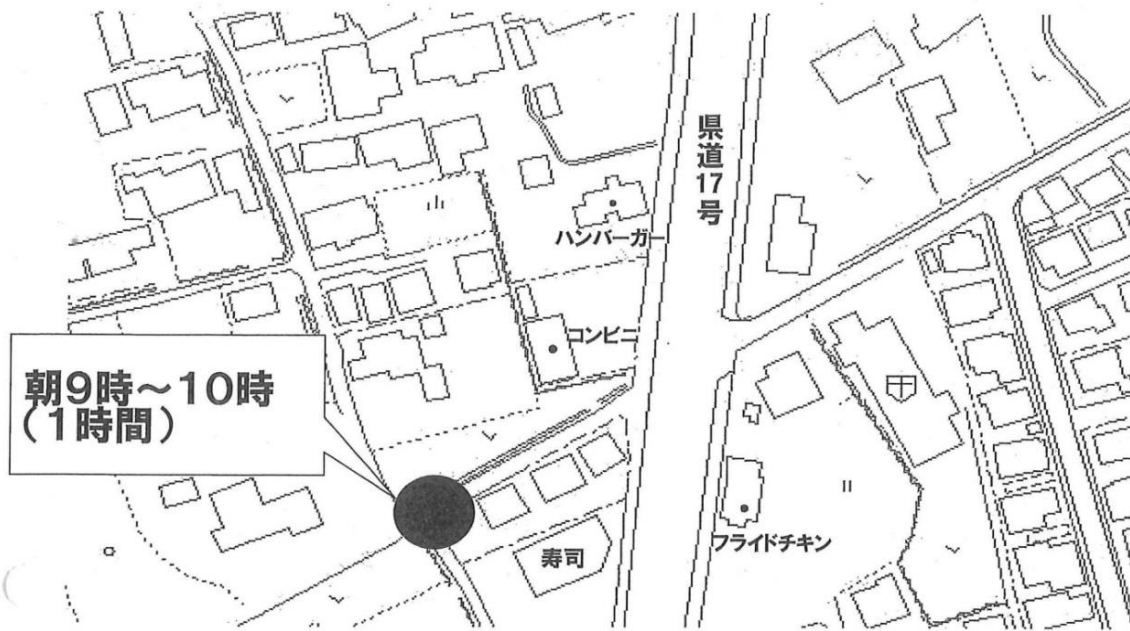 県道17号
ハンバーガー
コンビニ
朝9時～10時
(1時間)
寿司
フライドチキン